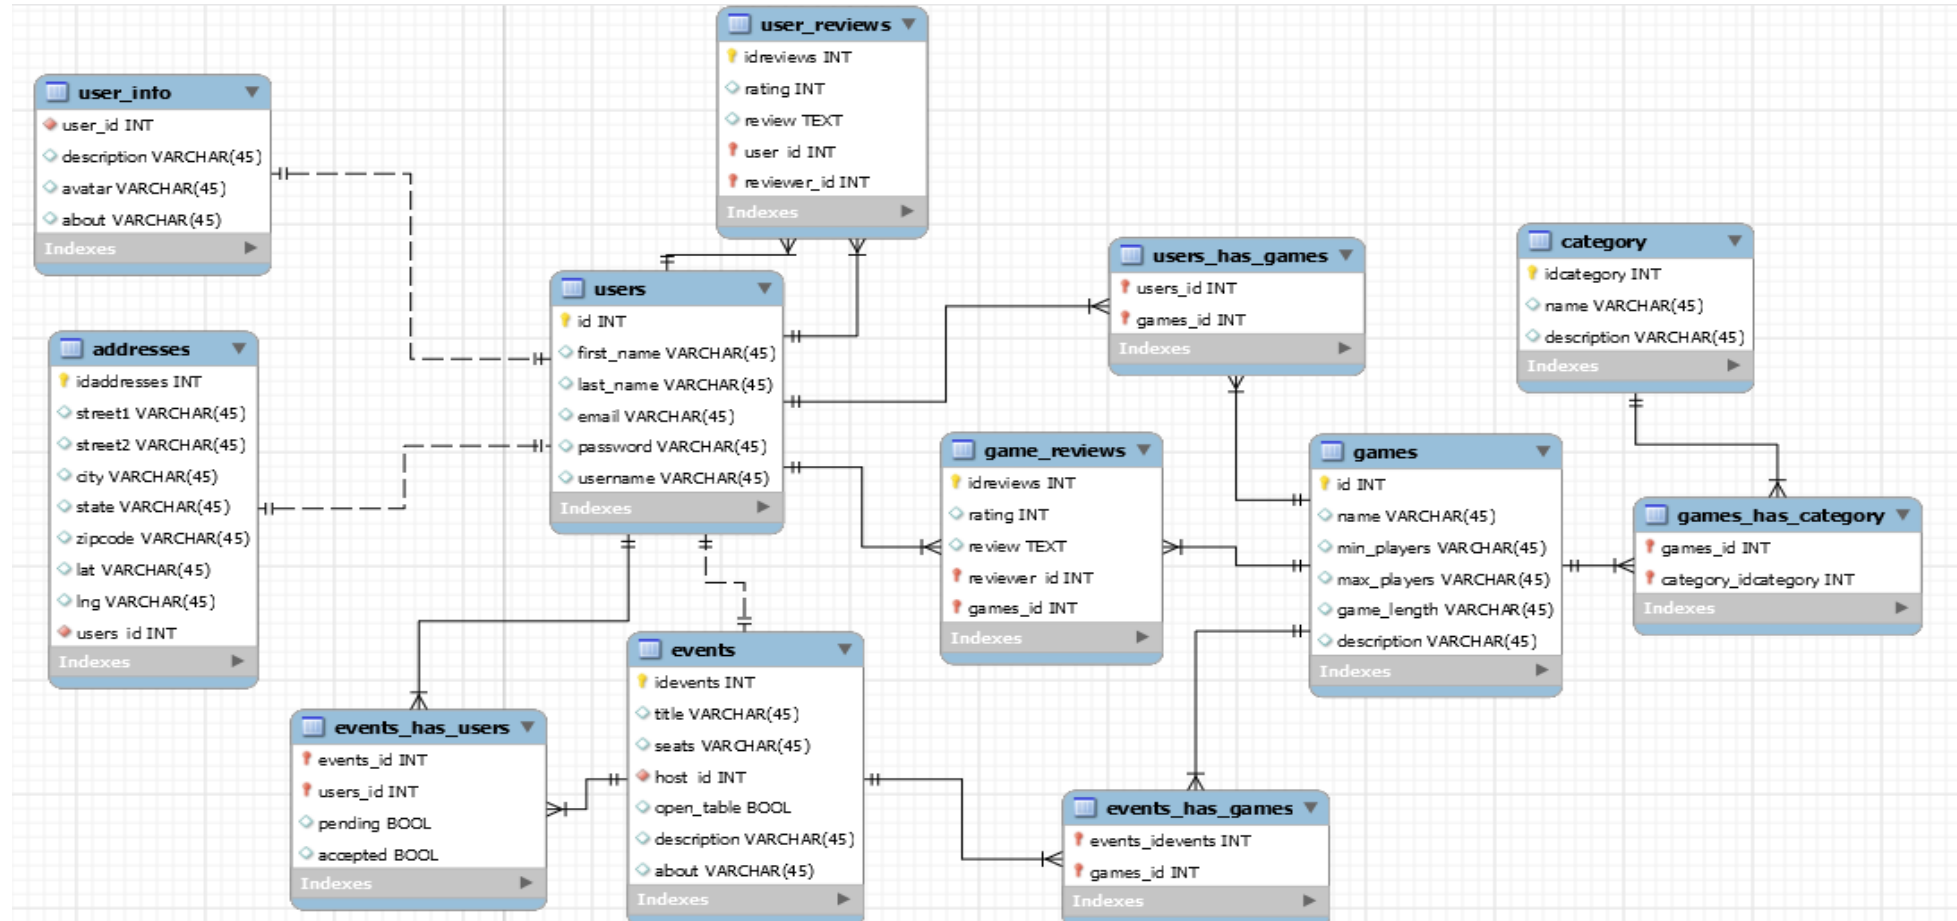 user_reviews
idreviews INT
rating INT
review TEXT
user_id INT
reviewer_id INT
Indexes
user_info
user_id INT
description VARCHAR(45)
avatar VARCHAR(45)
about VARCHAR(45)
Indexes
users
id INT
first_name VARCHAR(45)
last_name VARCHAR(45)
email VARCHAR(45)
password VARCHAR(45)
username VARCHAR(45)
Indexes
users_has_games
users_id INT
games_id INT
Indexes
category
idcategory INT
name VARCHAR(45)
description VARCHAR(45)
Indexes
addresses
idaddresses INT
street1 VARCHAR(45)
street2 VARCHAR(45)
city VARCHAR(45)
state VARCHAR(45)
zipcode VARCHAR(45)
lat VARCHAR(45)
lng VARCHAR(45)
users_id INT
Indexes
game_reviews
idreviews INT
rating INT
review TEXT
reviewer_id INT
games_id INT
Indexes
games
id INT
name VARCHAR(45)
min_players VARCHAR(45)
max_players VARCHAR(45)
game_length VARCHAR(45)
description VARCHAR(45)
Indexes
games_has_category
games_id INT
category_idcategory INT
Indexes
events_has_users
events_id INT
users_id INT
pending BOOL
accepted BOOL
Indexes
events
idevents INT
title VARCHAR(45)
seats VARCHAR(45)
host_id INT
open_table BOOL
description VARCHAR(45)
about VARCHAR(45)
Indexes
events_has_games
events_idevents INT
games_id INT
Indexes